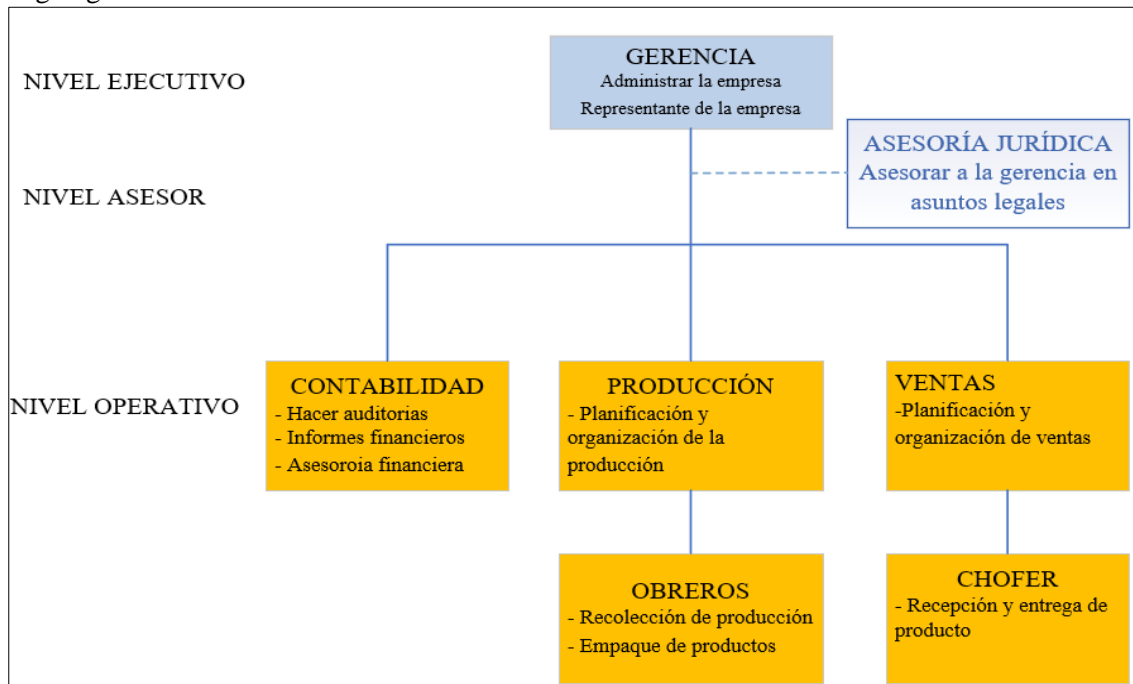 GERENCIA
Administrar la empresa
Representante de la empresa
NIVEL EJECUTIVO
ASESORÍA JURÍDICA
Asesorar a la gerencia en
asuntos legales
NIVEL ASESOR
NIVEL OPERATIVO
CONTABILIDAD
- Hacer auditorias
- Informes financieros
- Asesoroia financiera
PRODUCCIÓN
- Planificación y
organización de la
producción
VENTAS
-Planificación y
organización de ventas
OBREROS
- Recolección de producción
- Empaque de productos
CHOFER
- Recepción y entrega de
producto